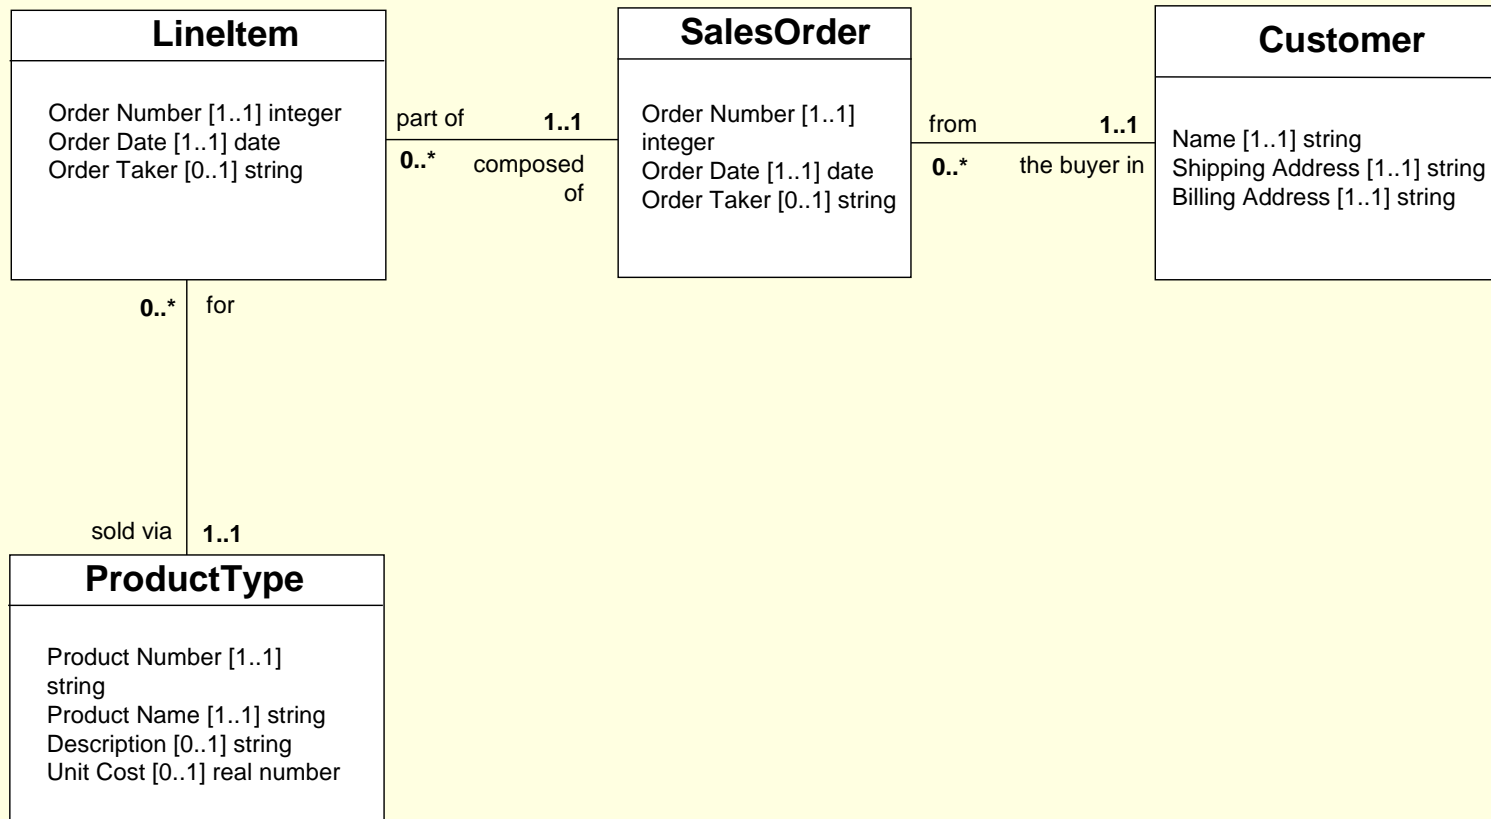 LineItem
Order Number [1..1] integer
Order Date [1..1] date
Order Taker [0..1] string
part of
1..1
0..*
composed
of
SalesOrder
Order Number [1..1]
integer
Order Date [1..1] date
Order Taker [0..1] string
from
1..1
0..*
the buyer in
Customer
Name [1..1] string
Shipping Address [1..1] string
Billing Address [1..1] string
0..*
for
sold via
1..1
ProductType
Product Number [1..1]
string
Product Name [1..1] string
Description [0..1] string
Unit Cost [0..1] real number